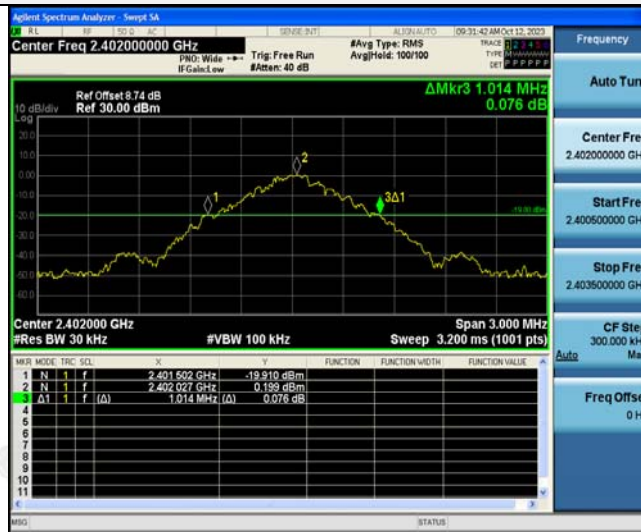 Agilent Spectrum Analyzer - Swept SA
RL RF 50 Ω AC SENSE:INT ALIGNAUTO 09:31:42 AM Oct 12, 2023
Center Freq 2.402000000 GHz
PNO: Wide
IFGain:Low
Trig: Free Run
#Atten: 40 dB
#Avg Type: RMS
Avg|Hold: 100/100
TRACE 1 2 3 4 5 6
TYPE
DET P P P P P P
Frequency
Auto Tun
Center Fre
2.402000000 GH
Start Fre
2.400500000 GH
Stop Fre
2.403500000 GH
CF Ste
300.000 kH
Auto Ma
Freq Offse
0 H
Ref Offset 8.74 dB
10 dB/div Ref 30.00 dBm
Log
ΔMkr3 1.014 MHz
0.076 dB
20.0
10.0
0.00
-10.0
-20.0
-30.0
-40.0
-50.0
-60.0
1
2
3Δ1
Center 2.402000 GHz Span 3.000 MHz
#Res BW 30 kHz #VBW 100 kHz Sweep 3.200 ms (1001 pts)
MKR MODE TRC SCL X Y FUNCTION FUNCTION WIDTH FUNCTION VALUE
1 N 1 f 2.401 502 GHz -19.910 dBm
2 N 1 f 2.402 027 GHz 0.199 dBm
3 Δ1 1 f (Δ) 1.014 MHz (Δ) 0.076 dB
4
5
6
7
8
9
10
11
MSG STATUS